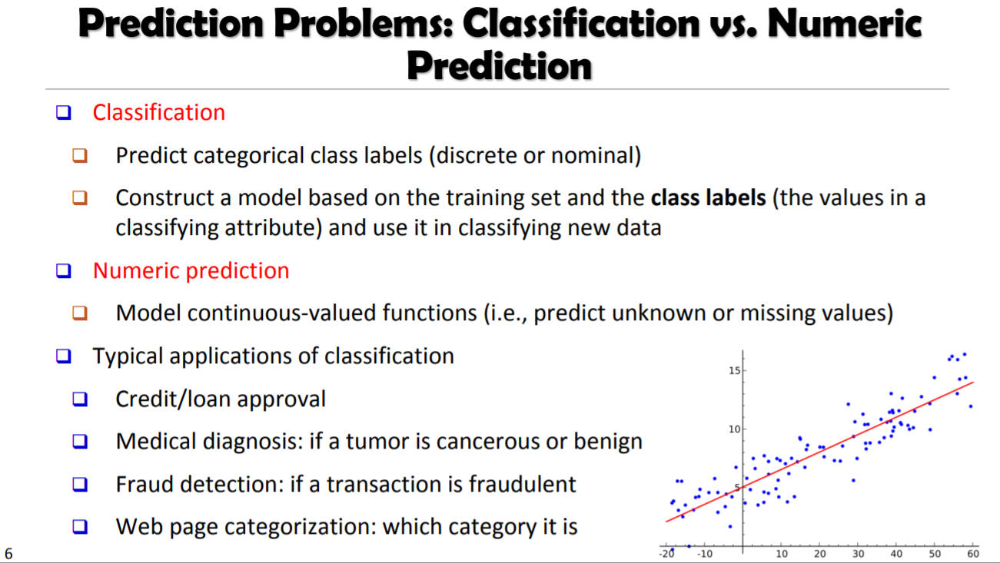 Prediction Problems: Classification vs. Numeric
Prediction
Classification
Predict categorical class labels (discrete or nominal)
Construct a model based on the training set and the class labels (the values in a
classifying attribute) and use it in classifying new data
Numeric prediction
Model continuous-valued functions (i.e., predict unknown or missing values)
Typical applications of classification
Credit/loan approval
Medical diagnosis: if a tumor is cancerous or benign
Fraud detection: if a transaction is fraudulent
Web page categorization: which category it is
15
10
5
-20 -10 10 20 30 40 50 60
6